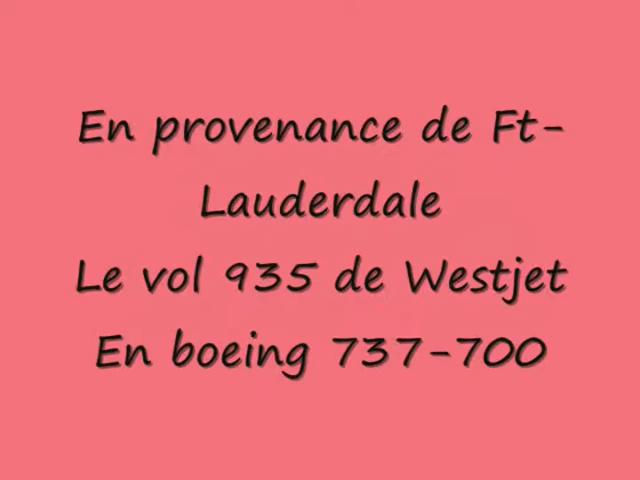 En provenance de Ft-
Lauderdale
Le vol 935 de Westjet
En boeing 737-700